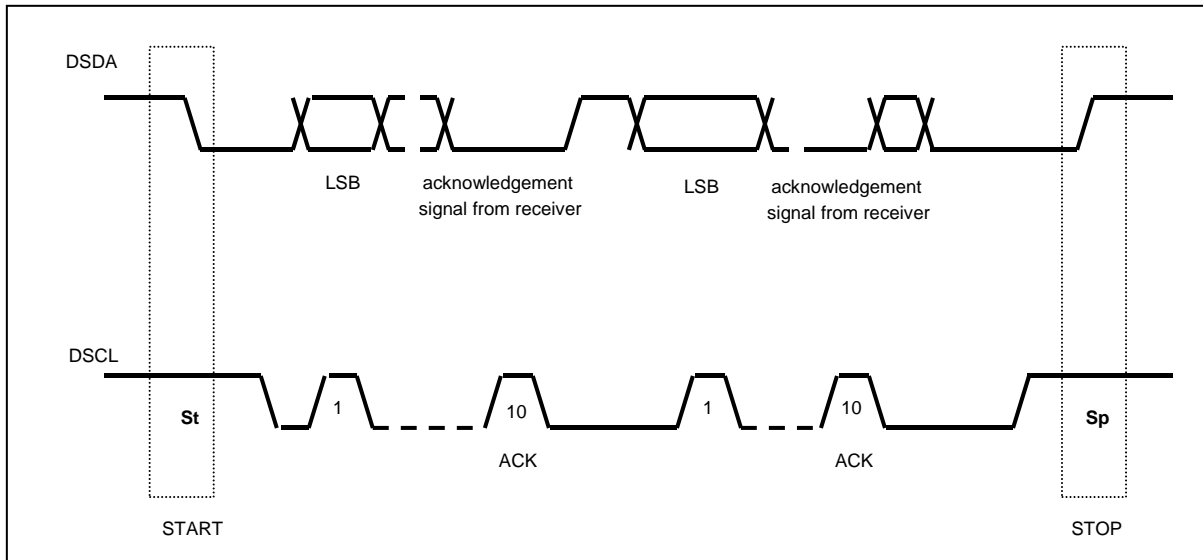 DSDA
LSB
acknowledgement
signal from receiver
LSB
acknowledgement
signal from receiver
DSCL
St
1
10
1
10
Sp
ACK
ACK
START
STOP